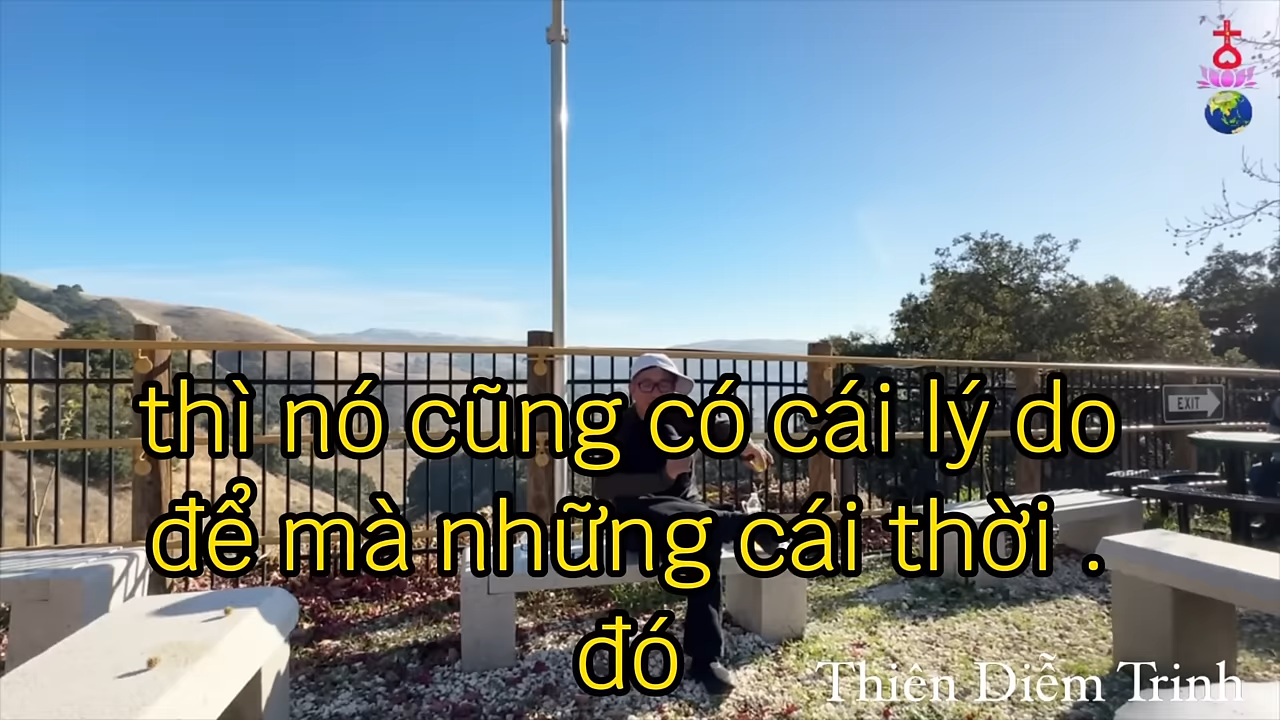 EXIT
thì nó cũng có cái lý do
để mà những cái thời .
đó
Thiên Diễm Trinh